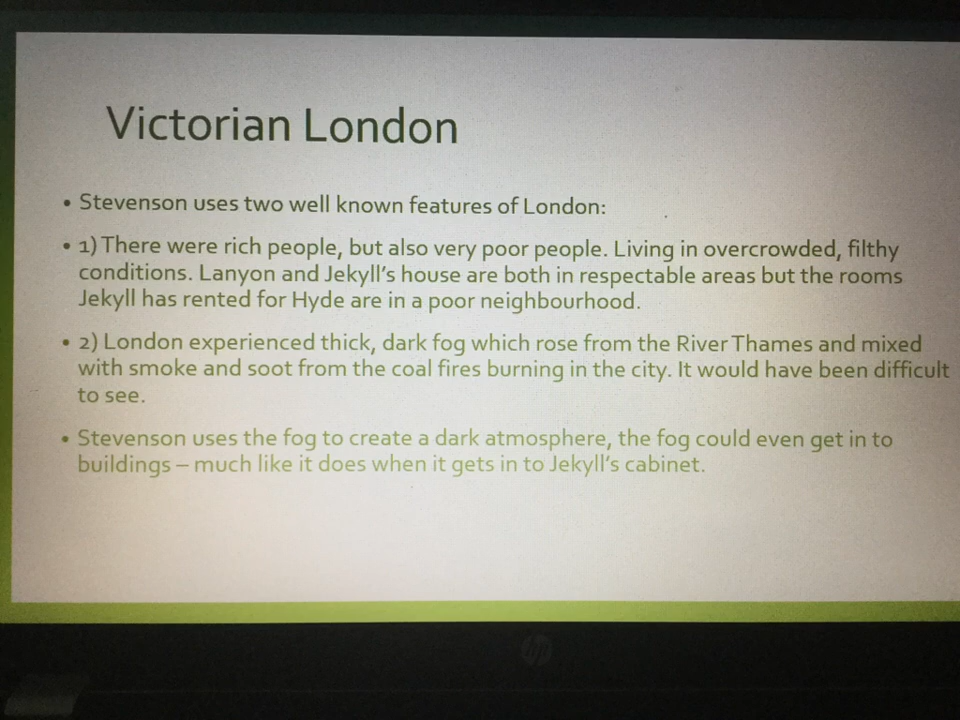 Victorian London
• Stevenson uses two well known features of London:
• 1) There were rich people, but also very poor people. Living in overcrowded, filthy
conditions. Lanyon and Jekyll's house are both in respectable areas but the rooms
Jekyll has rented for Hyde are in a poor neighbourhood.
• 2) London experienced thick, dark fog which rose from the River Thames and mixed
with smoke and soot from the coal fires burning in the city. It would have been difficult
to see.
• Stevenson uses the fog to create a dark atmosphere, the fog could even get in to
buildings – much like it does when it gets in to Jekyll's cabinet.
hp